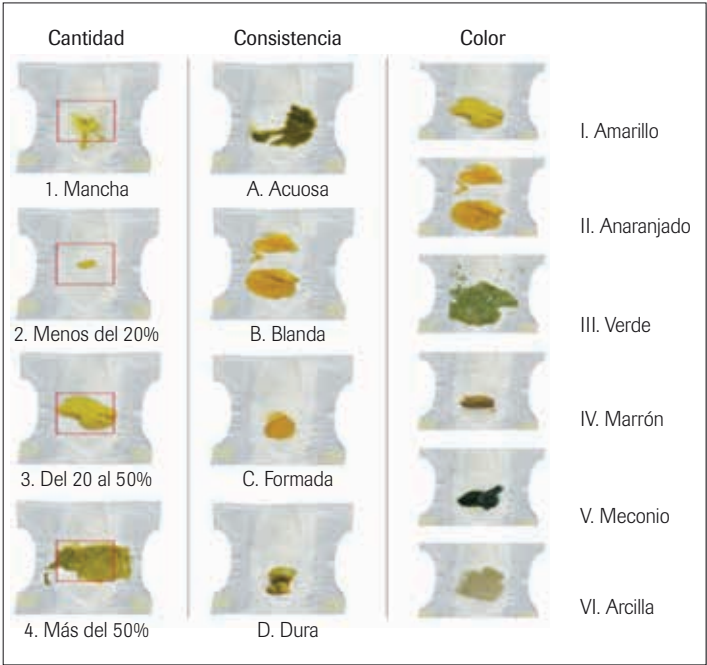 Cantidad
Consistencia
Color
1. Mancha
2. Menos del 20%
3. Del 20 al 50%
4. Más del 50%
A. Acuosa
B. Blanda
C. Formada
D. Dura
I. Amarillo
II. Anaranjado
III. Verde
IV. Marrón
V. Meconio
VI. Arcilla